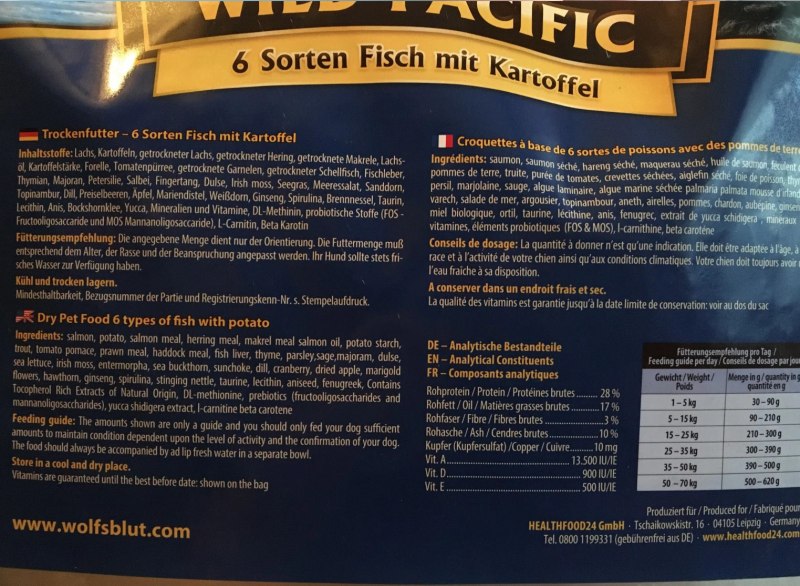 WILD PACIFIC
6 Sorten Fisch mit Kartoffel
Trockenfutter – 6 Sorten Fisch mit Kartoffel
Inhaltsstoffe: Lachs, Kartoffeln, getrockneter Lachs, getrockneter Hering, getrocknete Makrele, Lachs-
öl, Kartoffelstärke, Forelle, Tomatenpürree, getrocknete Garnelen, getrockneter Schellfisch, Fischleber,
Thymian, Majoran, Petersilie, Salbei, Fingertang, Dulse, Irish moss, Seegras, Meeressalat, Sanddorn,
Topinambur, Dill, Preiselbeeren, Äpfel, Mariendistel, Weißdorn, Ginseng, Spirulina, Brennnessel, Taurin,
Lecithin, Anis, Bockshornklee, Yucca, Mineralien und Vitamine, DL-Methinin, probiotische Stoffe (FOS -
Fructooligosaccaride und MOS Mannanoligosaccaride), L-Carnitin, Beta Karotin
Fütterungsempfehlung: Die angegebene Menge dient nur der Orientierung. Die Futtermenge muß
entsprechend dem Alter, der Rasse und der Beanspruchung angepasst werden. Ihr Hund sollte stets fri-
sches Wasser zur Verfügung haben.
Kühl und trocken lagern.
Mindesthaltbarkeit, Bezugsnummer der Partie und Registrierungskenn-Nr. s. Stempelaufdruck.
Dry Pet Food 6 types of fish with potato
Ingredients: salmon, potato, salmon meal, herring meal, makrel meal salmon oil, potato starch,
trout, tomato pomace, prawn meal, haddock meal, fish liver, thyme, parsley,sage,majoram, dulse,
sea lettuce, irish moss, entermorpha, sea buckthorn, sunchoke, dill, cranberry, dried apple, marigold
flowers, hawthorn, ginseng, spirulina, stinging nettle, taurine, lecithin, aniseed, fenugreek, Contains
Tocopherol Rich Extracts of Natural Origin, DL-methionine, prebiotics (fructooligosaccharides and
mannanoligosaccharides), yucca shidigera extract, l-carnitine beta carotene
Feeding guide: The amounts shown are only a guide and you should only fed your dog sufficient
amounts to maintain condition dependent upon the level of activity and the confirmation of your dog.
The food should always be accompanied by ad lip fresh water in a separate bowl.
Store in a cool and dry place.
Vitamins are guaranteed until the best before date: shown on the bag
www.wolfsblut.com
Croquettes à base de 6 sortes de poissons avec des pommes de terre
Ingrédients: saumon, saumon séché, hareng séché, maquerau séché, huile de saumon, féculent
pommes de terre, truite, purée de tomates, crevettes séchées, aiglefin séché, foie de poisson,
persil, marjolaine, sauge, algue laminaire, algue marine séchée palmaria palmata mousse
varech, salade de mer, argousier, topinambour, aneth, airelles, pommes, chardon, aubépine,
miel biologique, ortil, taurine, lécithine, anis, fenugrec, extrait de yucca schidigera , minéraux
vitamines, éléments probiotiques (FOS & MOS), l-carnithine, beta carotène
Conseils de dosage: La quantité à donner n'est qu'une indication. Elle doit être adaptée à l'âge, à
race et à l'activité de votre chien ainsi qu'aux conditions climatiques. Votre chien doit toujours avoir
l'eau fraiche à sa disposition.
A conserver dans un endroit frais et sec.
La qualité des vitamins est garantie jusqu'à la date limite de conservation: voir au dos du sac
DE – Analytische Bestandteile
EN – Analytical Constituents
FR – Composants analytiques
Rohprotein / Protein / Protéines brutes ......... 28 %
Rohfett / Oil / Matières grasses brutes ........ 17 %
Rohfaser / Fibre / Fibres brutes .................... 3 %
Rohasche / Ash / Cendres brutes ................ 10 %
Kupfer (Kupfersulfat) /Copper / Cuivre......... 10 mg
Vit. A ................................ 13.500 IU/IE
Vit. D ................................ 900 IU/IE
Vit. E ................................ 500 IU/IE
Fütterungsempfehlung pro Tag /
Feeding guide per day / Conseils de dosage par jour
Gewicht / Weight / Poids Menge in g / quantity in g quantité en g
1 – 5 kg 30 – 90 g
5 – 15 kg 90 – 210 g
15 – 25 kg 210 – 300 g
25 – 35 kg 300 – 390 g
35 – 50 kg 390 – 500 g
50 – 70 kg 500 – 620 g
Produziert für / Produced for / Fabriqué pour
HEALTHFOOD24 GmbH · Tschaikowskistr. 16 · 04105 Leipzig · Germany
Tel. 0800 1199331 (gebührenfrei aus DE) · www.healthfood24.com